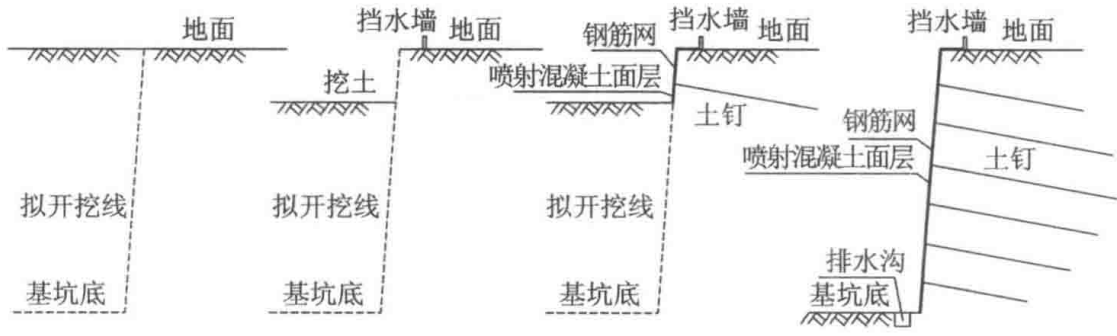 地面
拟开挖线
基坑底
挡水墙
地面
挖土
拟开挖线
基坑底
挡水墙
钢筋网
地面
喷射混凝土面层
土钉
拟开挖线
基坑底
挡水墙
地面
钢筋网
喷射混凝土面层
土钉
排水沟
基坑底